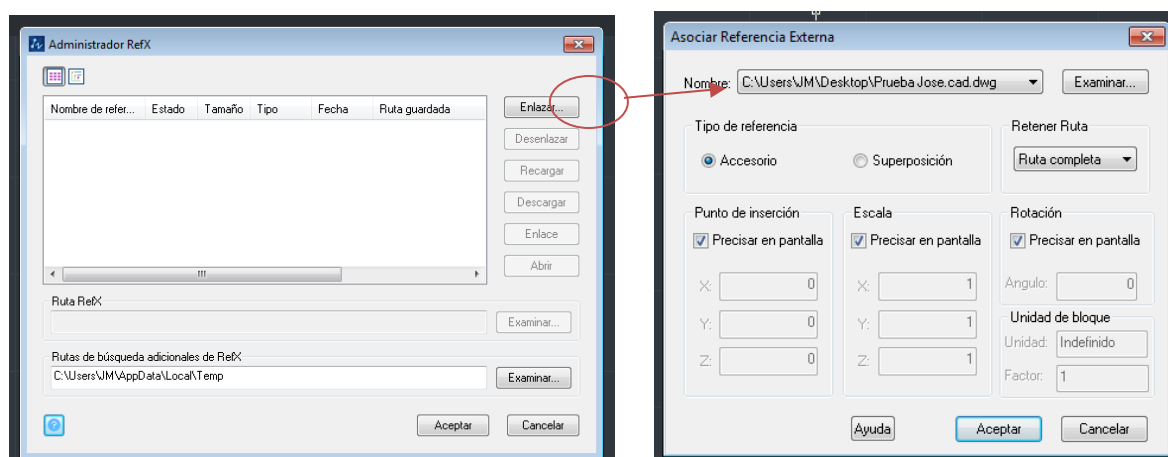 Administrador RefX
Nombre de refer... Estado Tamaño Tipo Fecha Ruta guardada
Enlazar...
Desenlazar
Recargar
Descargar
Enlace
Abrir
Ruta RefX
Examinar...
Rutas de búsqueda adicionales de RefX
C:\Users\JM\AppData\Local\Temp
Examinar...
Aceptar Cancelar
Asociar Referencia Externa
Nombre: C:\Users\JM\Desktop\Prueba Jose.cad.dwg Examinar...
Tipo de referencia
Accesorio Superposición
Retener Ruta
Ruta completa
Punto de inserción
Precisar en pantalla
X: 0
Y: 0
Z: 0
Escala
Precisar en pantalla
X: 1
Y: 1
Z: 1
Rotación
Precisar en pantalla
Angulo: 0
Unidad de bloque
Unidad: Indefinido
Factor: 1
Ayuda Aceptar Cancelar